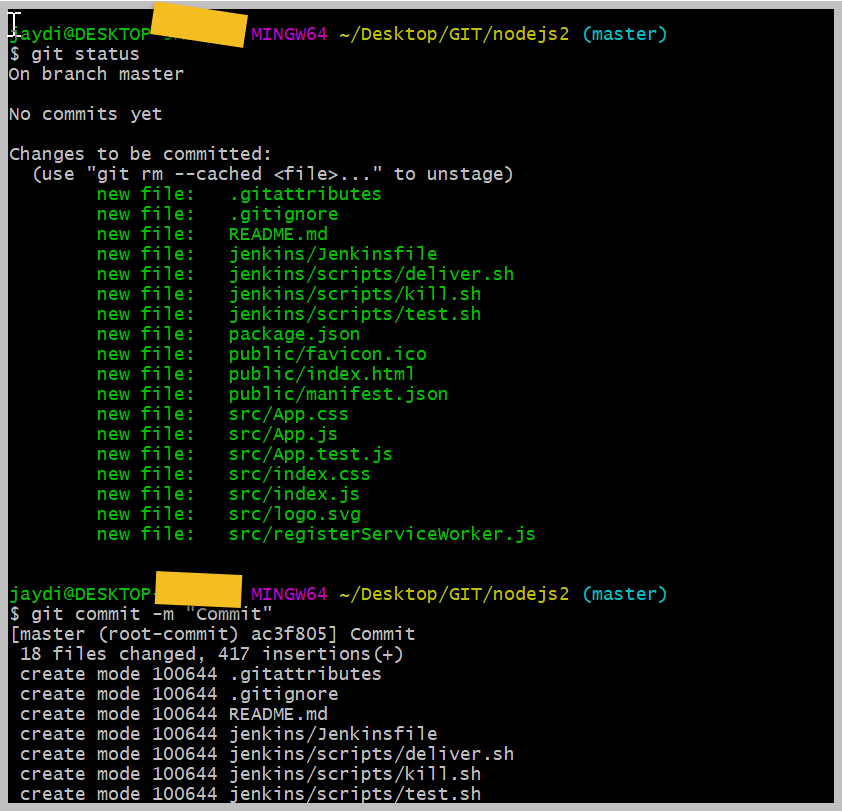 jaydi@DESKTOP- MINGW64 ~/Desktop/GIT/nodejs2 (master)
$ git status
On branch master
No commits yet
Changes to be committed:
(use "git rm --cached <file>..." to unstage)
new file: .gitattributes
new file: .gitignore
new file: README.md
new file: jenkins/Jenkinsfile
new file: jenkins/scripts/deliver.sh
new file: jenkins/scripts/kill.sh
new file: jenkins/scripts/test.sh
new file: package.json
new file: public/favicon.ico
new file: public/index.html
new file: public/manifest.json
new file: src/App.css
new file: src/App.js
new file: src/App.test.js
new file: src/index.css
new file: src/index.js
new file: src/logo.svg
new file: src/registerServiceWorker.js
jaydi@DESKTOP- MINGW64 ~/Desktop/GIT/nodejs2 (master)
$ git commit -m "Commit"
[master (root-commit) ac3f805] Commit
18 files changed, 417 insertions(+)
create mode 100644 .gitattributes
create mode 100644 .gitignore
create mode 100644 README.md
create mode 100644 jenkins/Jenkinsfile
create mode 100644 jenkins/scripts/deliver.sh
create mode 100644 jenkins/scripts/kill.sh
create mode 100644 jenkins/scripts/test.sh